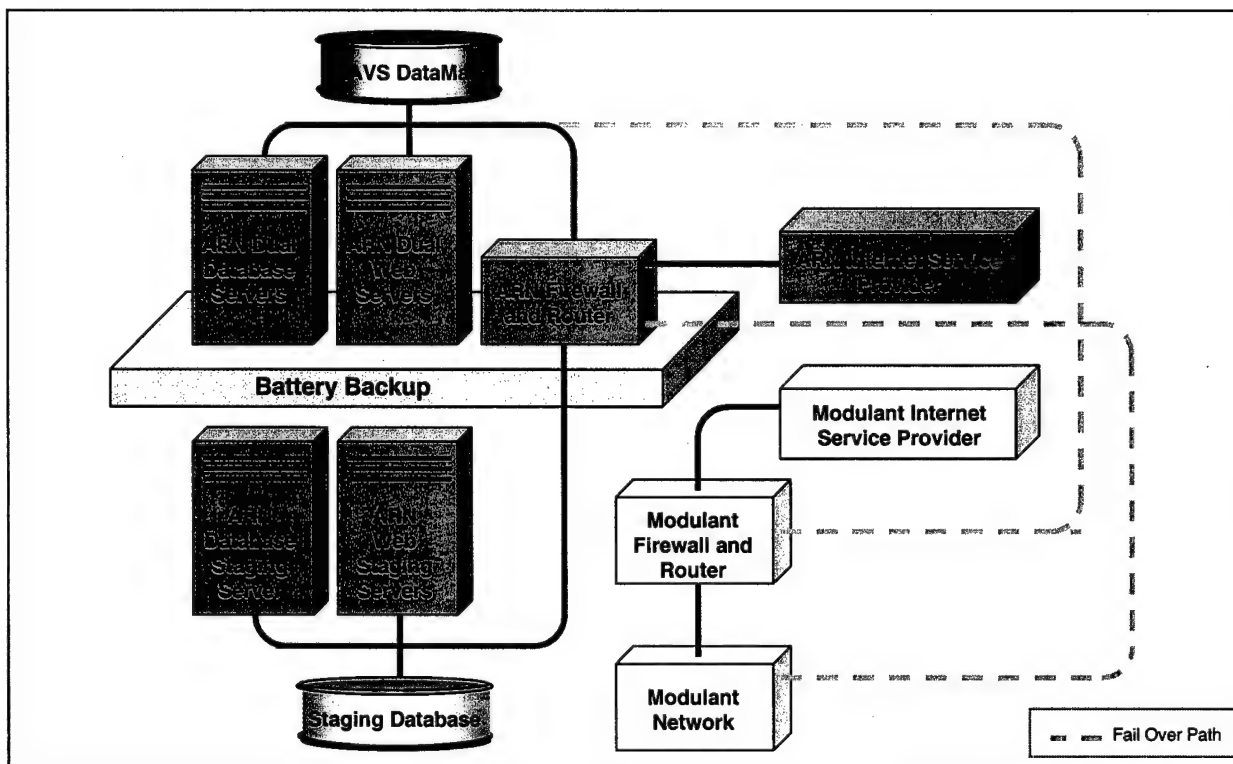 AVS DataMa
ARN Dual
Database
Servers
ARN Dual
Web
Servers
ARN Firewall
and Router
ARN Internet Service
Provider
Battery Backup
Modulant Internet
Service Provider
ARN
Database
Staging
Server
ARN
Web
Staging
Servers
Modulant
Firewall and
Router
Modulant
Network
Staging Database
Fail Over Path